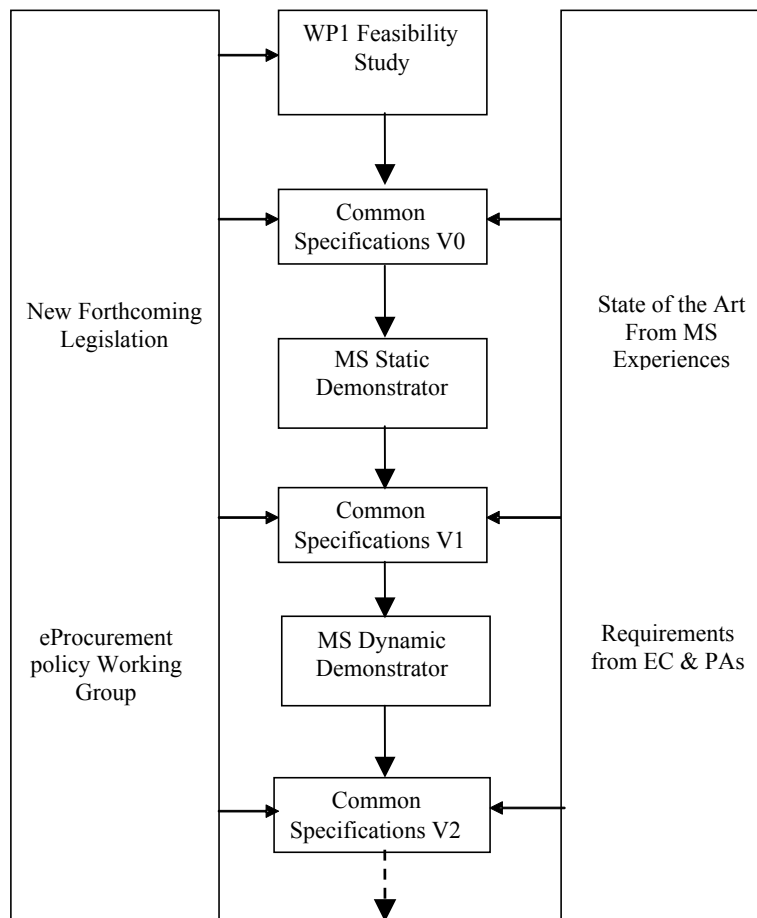 WP1 Feasibility
Study
Common
Specifications V0
New Forthcoming
Legislation
State of the Art
From MS
Experiences
MS Static
Demonstrator
Common
Specifications V1
eProcurement
policy Working
Group
MS Dynamic
Demonstrator
Requirements
from EC & PAs
Common
Specifications V2